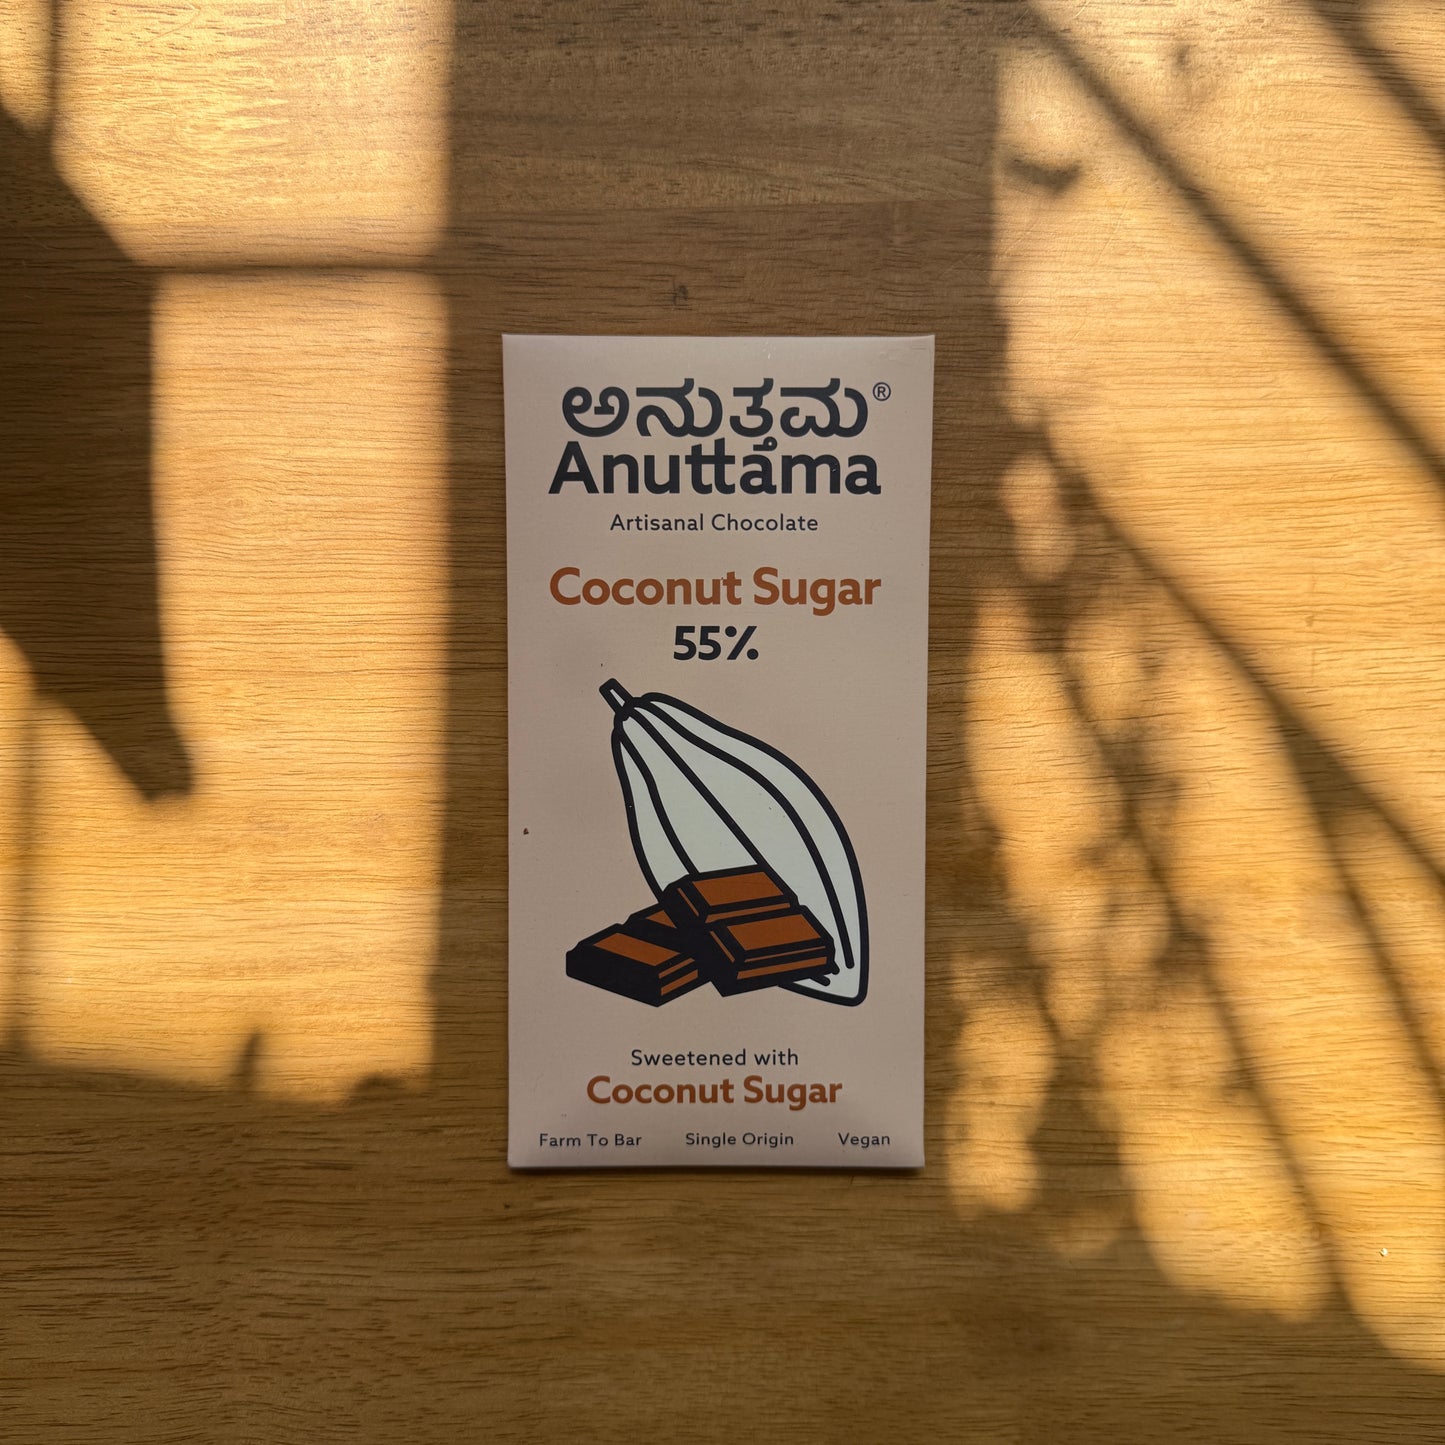 ಅನುತ್ತಮ®
Anuttama
Artisanal Chocolate
Coconut Sugar
55%
Sweetened with
Coconut Sugar
Farm To Bar Single Origin Vegan